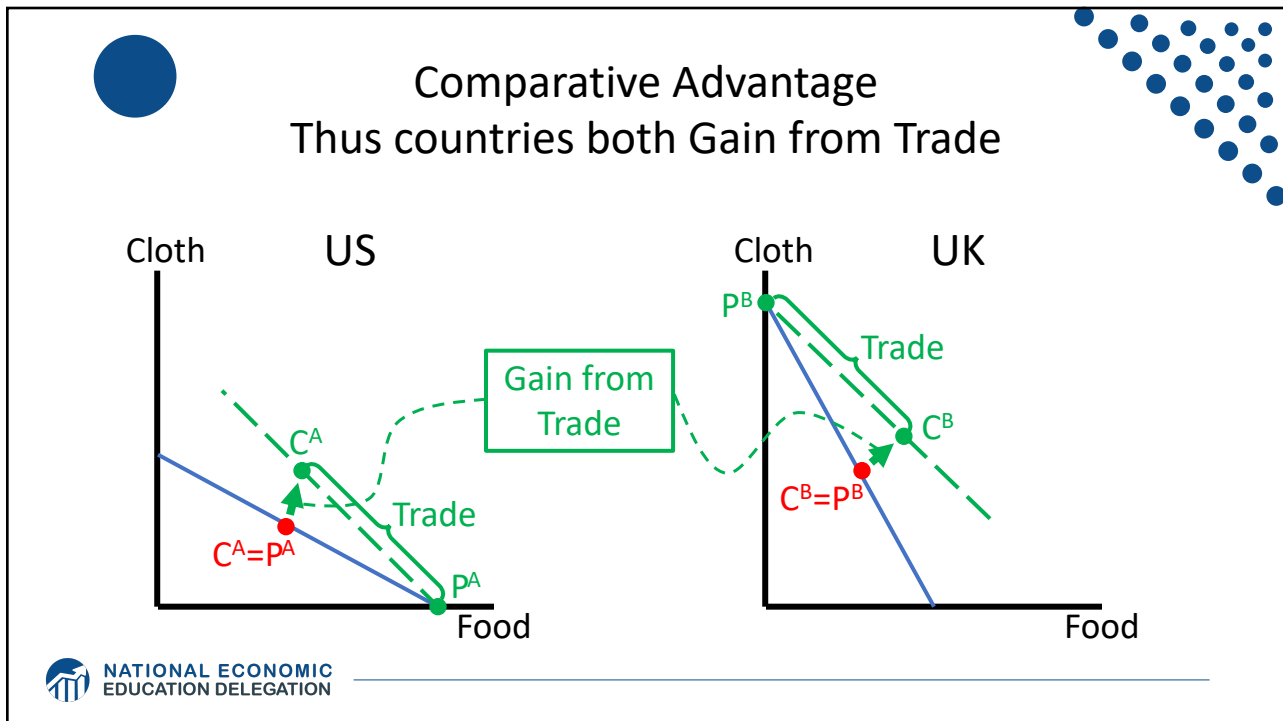 Comparative Advantage
Thus countries both Gain from Trade
Cloth
US
C^A
Trade
C^A=P^A
P^A
Food
Gain from
Trade
Cloth
UK
P^B
Trade
C^B
C^B=P^B
Food
NATIONAL ECONOMIC
EDUCATION DELEGATION